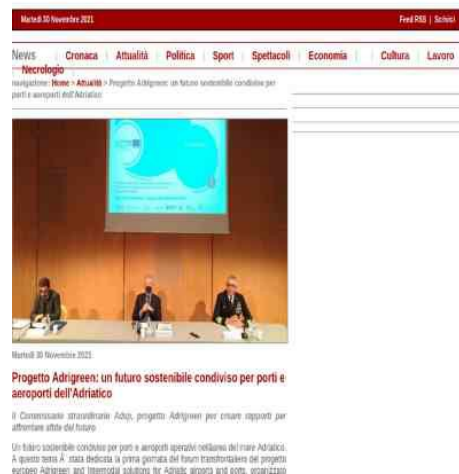 Martedì 30 Novembre 2021
Feed RSS | Scrivici
News Cronaca Attualità Politica Sport Spettacoli Economia Cultura Lavoro
Necrologio
navigazione: Home > Attualità > Progetto Adrigreen: un futuro sostenibile condiviso per
porti e aeroporti dell'Adriatico
Martedì 30 Novembre 2021
Progetto Adrigreen: un futuro sostenibile condiviso per porti e
aeroporti dell'Adriatico
Il Commissario straordinario Adsp, progetto Adrigreen per creare rapporti per
affrontare sfide del futuro
Un futuro sostenibile condiviso per porti e aeroporti operativi nell'area del mare Adriatico.
A questo tema Ã¨ stata dedicata la prima giornata del forum transfrontaliero del progetto
europeo Adrigreen and Intermodal solutions for Adriatic airports and ports, organizzato